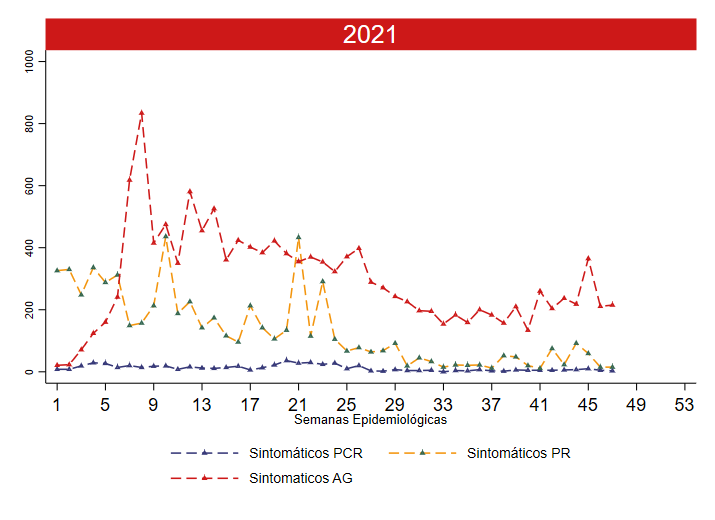 2021
1000
800
600
400
200
0
1 5 9 13 17 21 25 29 33 37 41 45 49 53
Semanas Epidemiológicas
Sintomáticos PCR Sintomáticos PR
Sintomaticos AG